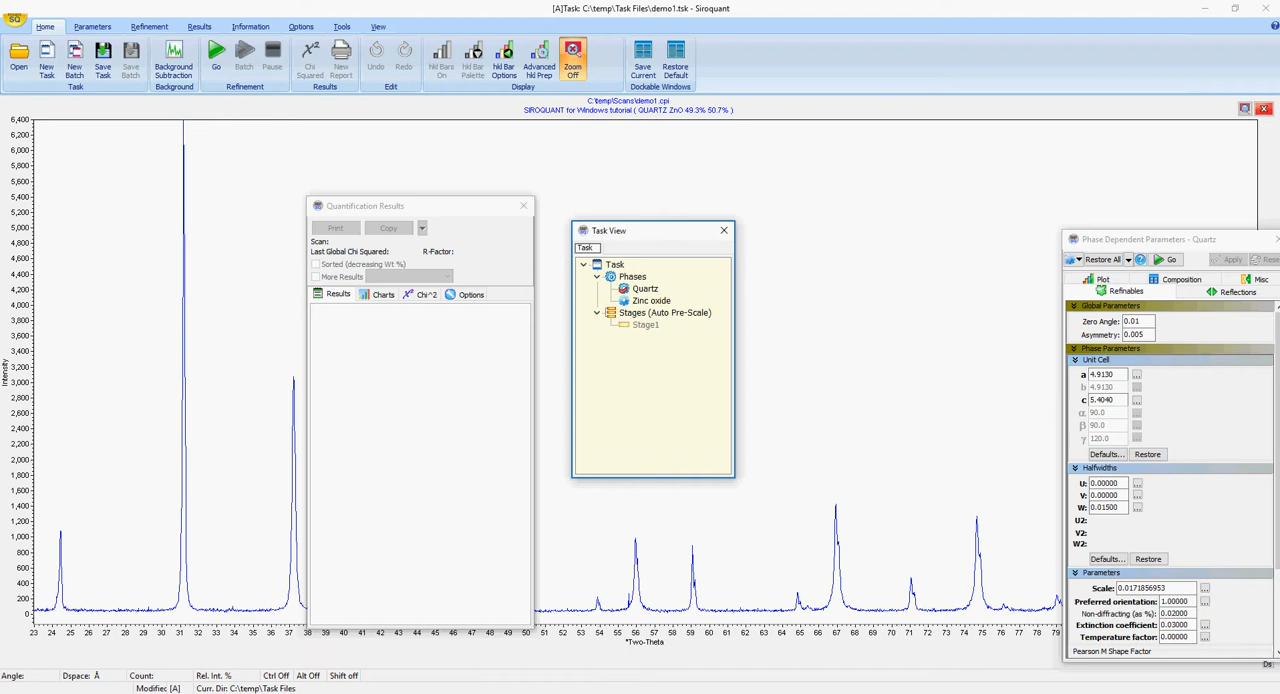 [A]Task: C:\temp\Task Files\demo1.tsk - Siroquant
SQ
Home Parameters Refinement Results Information Options Tools View
Open New Task New Batch Save Task Save Batch Background Subtraction Go Batch Pause Chi Squared New Report Undo Redo hkl Bars On hkl Bar Palette hkl Bar Options Advanced hkl Prep Zoom Off Save Current Restore Default
Task Background Refinement Results Edit Display Dockable Windows
C:\temp\Scans\demo1.cpi
SIROQUANT for Windows tutorial ( QUARTZ ZnO 49.3% 50.7% )
6,400
6,200
6,000
5,800
5,600
5,400
5,200
5,000
4,800
4,600
4,400
4,200
4,000
3,800
3,600
3,400
3,200
3,000
2,800
2,600
2,400
2,200
2,000
1,800
1,600
1,400
1,200
1,000
800
600
400
200
0
Intensity
23 24 25 26 27 28 29 30 31 32 33 34 35 36 37 38 39 40 41 42 43 44 45 46 47 48 49 50 51 52 53 54 55 56 57 58 59 60 61 62 63 64 65 66 67 68 69 70 71 72 73 74 75 76 77 78 79
*Two-Theta
Quantification Results
Print Copy
Scan:
Last Global Chi Squared: R-Factor:
Sorted (decreasing Wt %)
More Results
Results Charts X^2 Chi^2 Options
Task View
Task
Task
Phases
Quartz
Zinc oxide
Stages (Auto Pre-Scale)
Stage1
Phase Dependent Parameters - Quartz
Restore All Go Apply Rese
Plot Composition Misc
Refinables Reflections
Global Parameters
Zero Angle: 0.01
Asymmetry: 0.005
Phase Parameters
Unit Cell
a 4.9130
b 4.9130
c 5.4040
α 90.0
β 90.0
γ 120.0
Defaults... Restore
Halfwidths
U: 0.00000
V: 0.00000
W: 0.01500
U2:
V2:
W2:
Defaults... Restore
Parameters
Scale: 0.0171856953
Preferred orientation: 1.00000
Non-diffracting (as %): 0.02000
Extinction coefficient: 0.03000
Temperature factor: 0.00000
Pearson M Shape Factor
Angle: Dspace: Å Count: Rel. Int. % Ctrl Off Alt Off Shift off Ds
Modified [A] Curr. Dir: C:\temp\Task Files